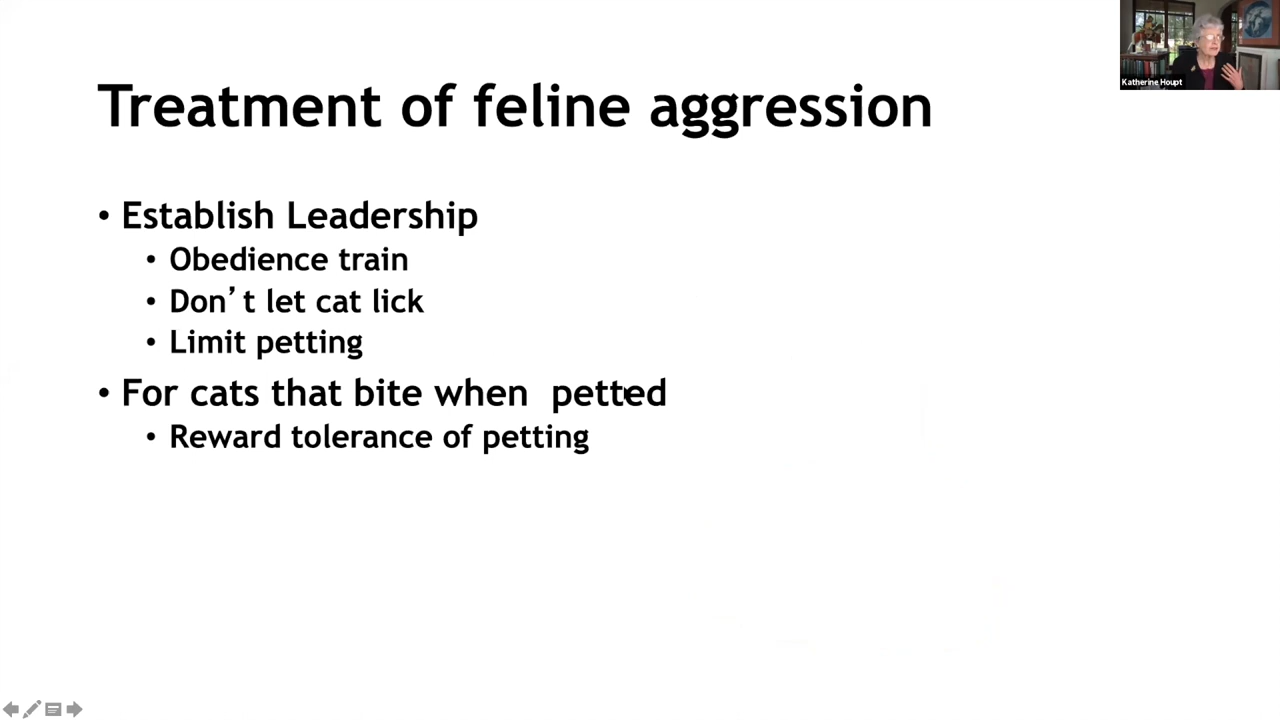 Katherine Houpt
Treatment of feline aggression
• Establish Leadership
• Obedience train
• Don’t let cat lick
• Limit petting
• For cats that bite when petted
• Reward tolerance of petting